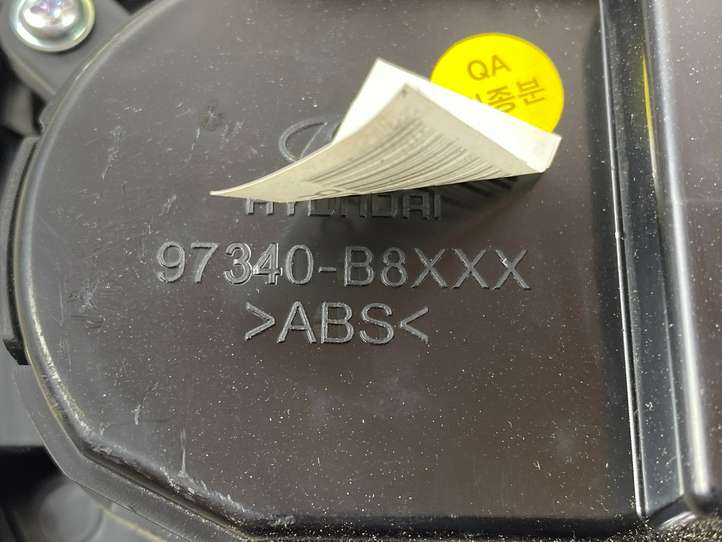 QA
HYUNDAI
97340-B8XXX
>ABS<